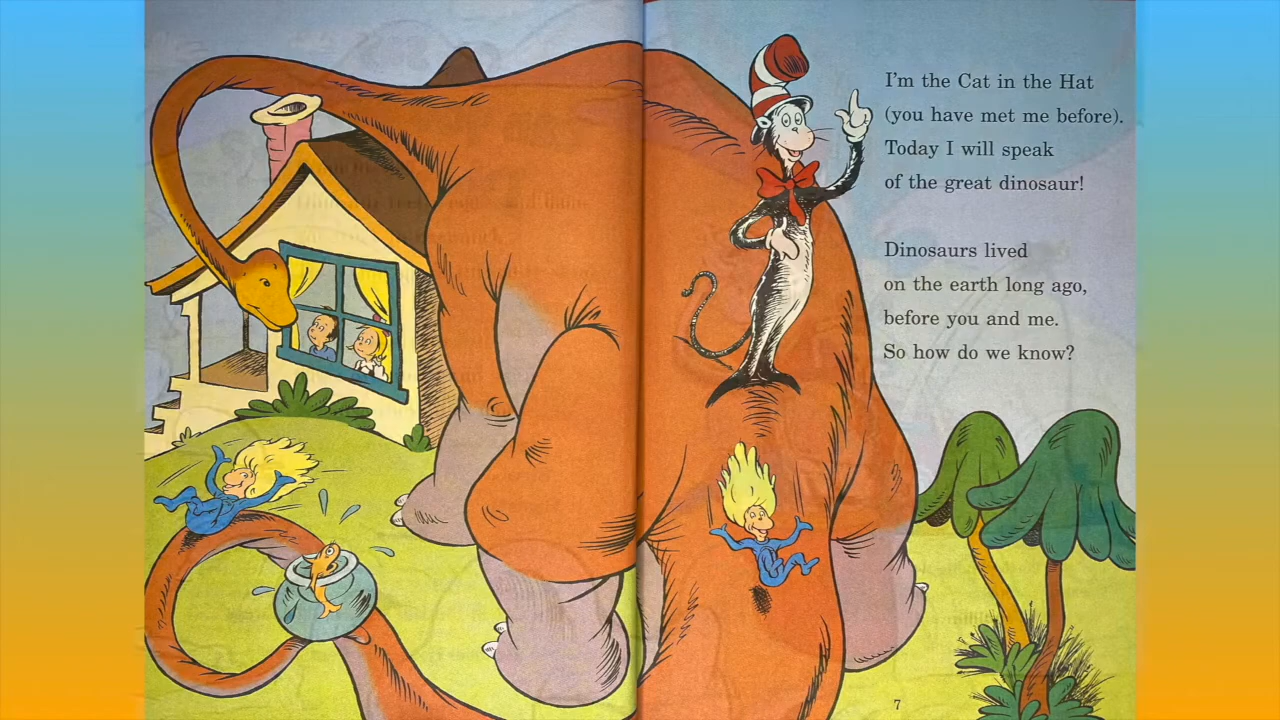 I'm the Cat in the Hat
(you have met me before).
Today I will speak
of the great dinosaur!
Dinosaurs lived
on the earth long ago,
before you and me.
So how do we know?
7